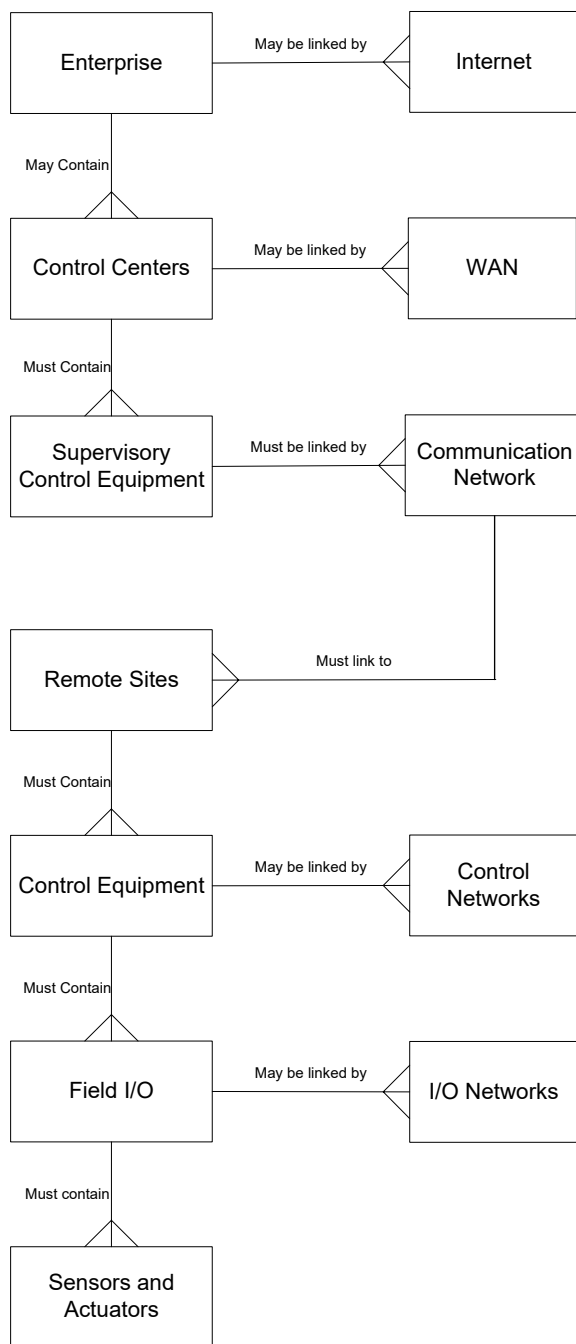 Enterprise
May be linked by
Internet
May Contain
Control Centers
May be linked by
WAN
Must Contain
Supervisory
Control Equipment
Must be linked by
Communication
Network
Remote Sites
Must link to
Must Contain
Control Equipment
May be linked by
Control
Networks
Must Contain
Field I/O
May be linked by
I/O Networks
Must contain
Sensors and
Actuators